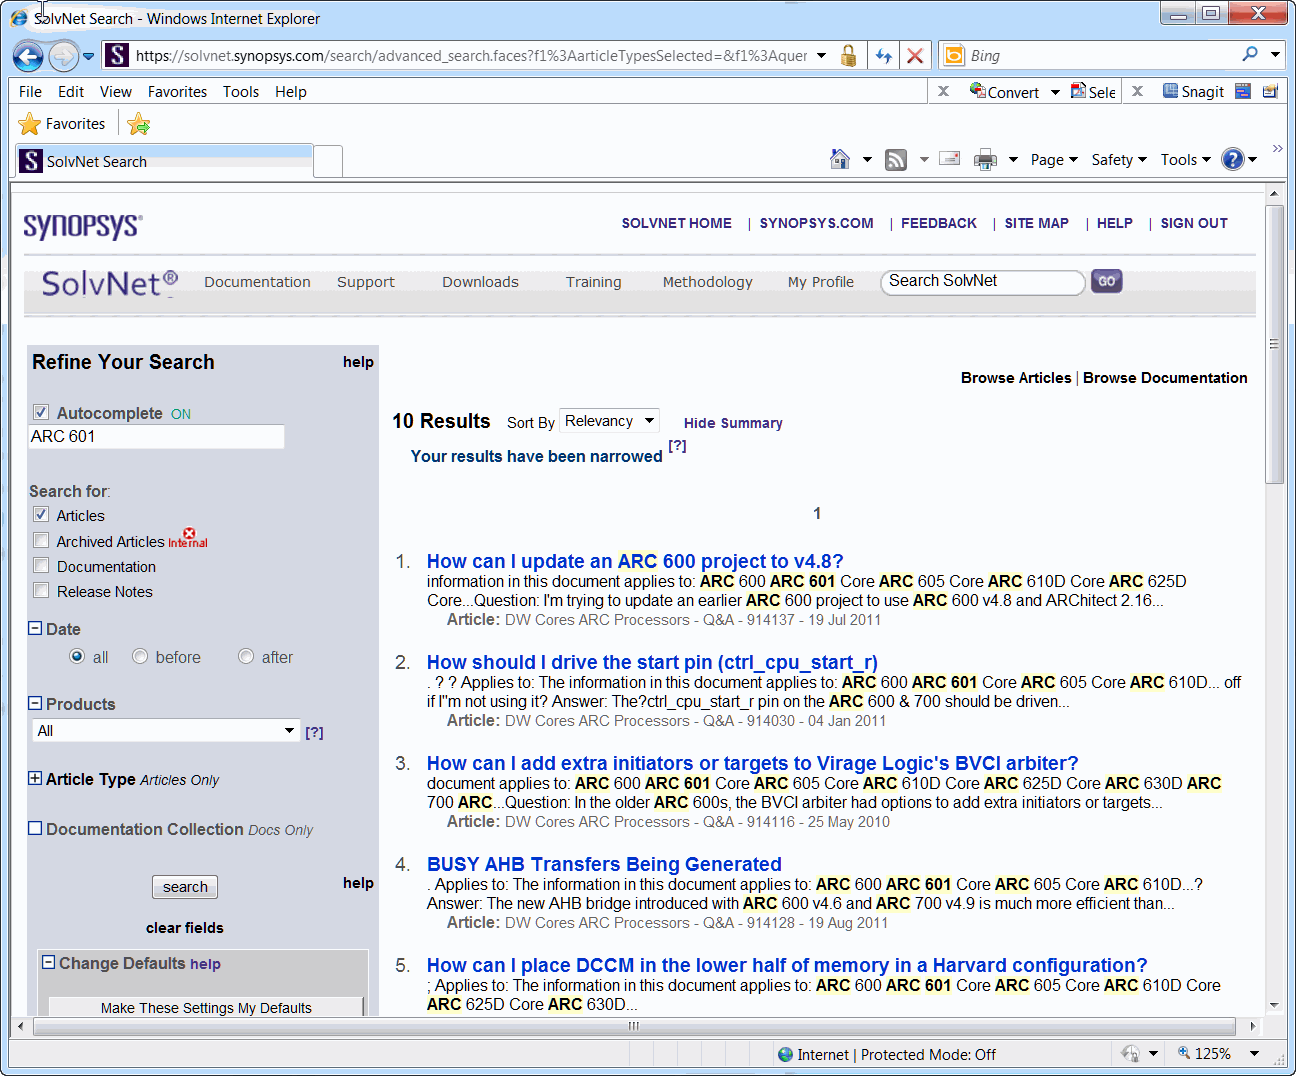 SolvNet Search - Windows Internet Explorer
https://solvnet.synopsys.com/search/advanced_search.faces?f1%3AarticleTypesSelected=&f1%3Aquer
Bing
File Edit View Favorites Tools Help
x Convert Sele x Snagit
Favorites
SolvNet Search
Page Safety Tools »
SYNOPSYS®
SOLVNET HOME | SYNOPSYS.COM | FEEDBACK | SITE MAP | HELP | SIGN OUT
SolvNet® Documentation Support Downloads Training Methodology My Profile Search SolvNet GO
Refine Your Search help
Autocomplete ON
ARC 601
Search for:
Articles
Archived Articles Internal
Documentation
Release Notes
Date
all before after
Products
All [?]
Article Type Articles Only
Documentation Collection Docs Only
search help
clear fields
Change Defaults help
Make These Settings My Defaults
Browse Articles | Browse Documentation
10 Results Sort By Relevancy Hide Summary
Your results have been narrowed [?]
1
1. How can I update an ARC 600 project to v4.8?
information in this document applies to: ARC 600 ARC 601 Core ARC 605 Core ARC 610D Core ARC 625D
Core...Question: I'm trying to update an earlier ARC 600 project to use ARC 600 v4.8 and ARChitect 2.16...
Article: DW Cores ARC Processors - Q&A - 914137 - 19 Jul 2011
2. How should I drive the start pin (ctrl_cpu_start_r)
. ? ? Applies to: The information in this document applies to: ARC 600 ARC 601 Core ARC 605 Core ARC 610D... off
if I"m not using it? Answer: The?ctrl_cpu_start_r pin on the ARC 600 & 700 should be driven...
Article: DW Cores ARC Processors - Q&A - 914030 - 04 Jan 2011
3. How can I add extra initiators or targets to Virage Logic's BVCI arbiter?
document applies to: ARC 600 ARC 601 Core ARC 605 Core ARC 610D Core ARC 625D Core ARC 630D ARC
700 ARC...Question: In the older ARC 600s, the BVCI arbiter had options to add extra initiators or targets...
Article: DW Cores ARC Processors - Q&A - 914116 - 25 May 2010
4. BUSY AHB Transfers Being Generated
. Applies to: The information in this document applies to: ARC 600 ARC 601 Core ARC 605 Core ARC 610D...?
Answer: The new AHB bridge introduced with ARC 600 v4.6 and ARC 700 v4.9 is much more efficient than...
Article: DW Cores ARC Processors - Q&A - 914128 - 19 Aug 2011
5. How can I place DCCM in the lower half of memory in a Harvard configuration?
; Applies to: The information in this document applies to: ARC 600 ARC 601 Core ARC 605 Core ARC 610D Core
ARC 625D Core ARC 630D...
Internet | Protected Mode: Off 125%